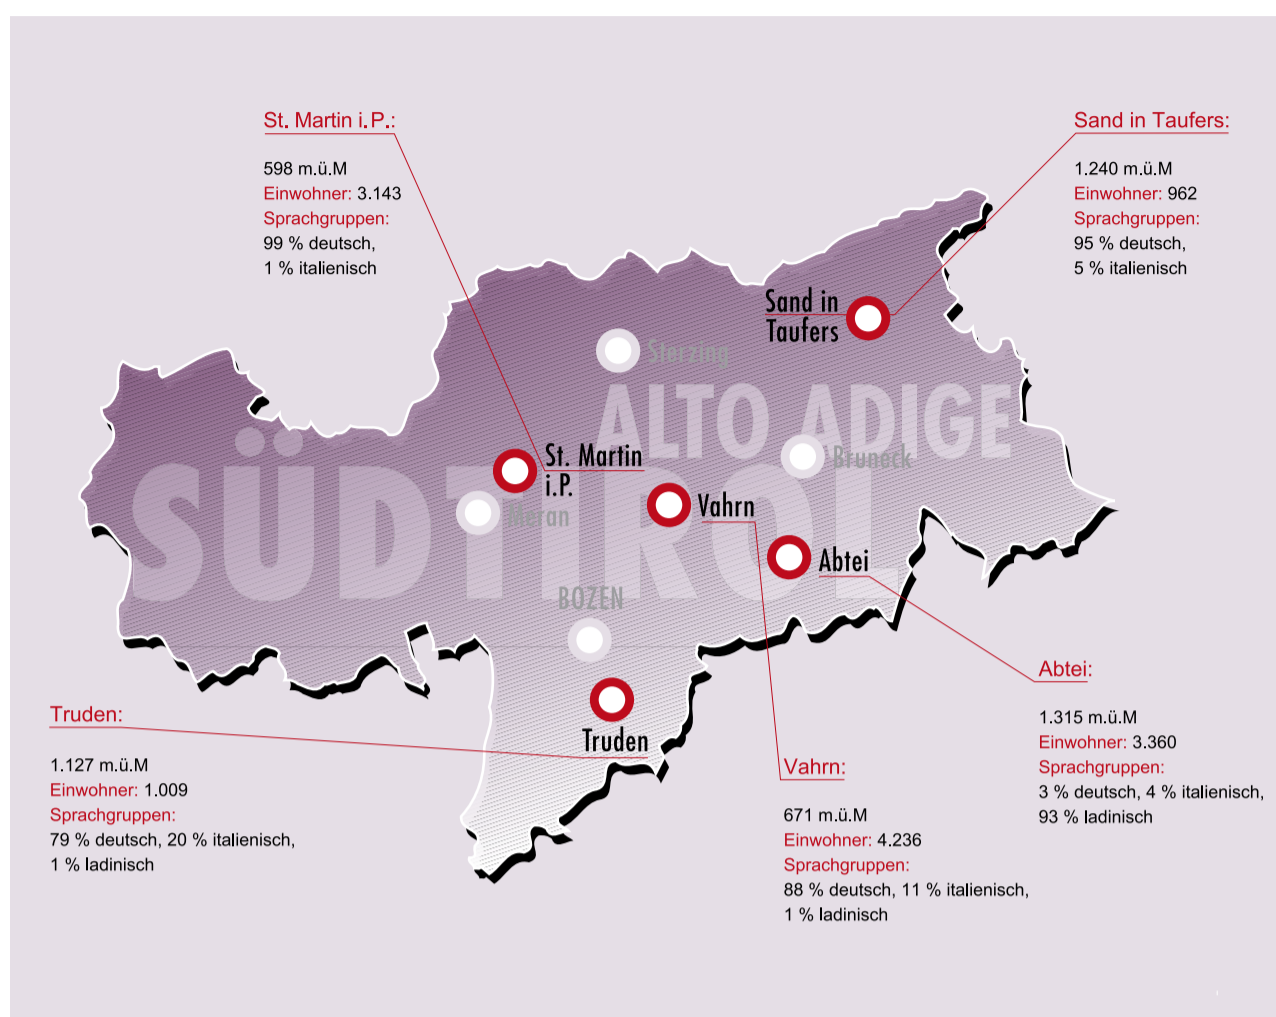 St. Martin i.P.:
598 m.ü.M
Einwohner: 3.143
Sprachgruppen:
99 % deutsch,
1 % italienisch
Sand in Taufers:
1.240 m.ü.M
Einwohner: 962
Sprachgruppen:
95 % deutsch,
5 % italienisch
Sand in
Taufers
Sterzing
ALTO ADIGE
SÜDTIROL
St. Martin
i.P.
Bruneck
Meran
Vahrn
Abtei
BOZEN
Truden
Truden:
1.127 m.ü.M
Einwohner: 1.009
Sprachgruppen:
79 % deutsch, 20 % italienisch,
1 % ladinisch
Vahrn:
671 m.ü.M
Einwohner: 4.236
Sprachgruppen:
88 % deutsch, 11 % italienisch,
1 % ladinisch
Abtei:
1.315 m.ü.M
Einwohner: 3.360
Sprachgruppen:
3 % deutsch, 4 % italienisch,
93 % ladinisch